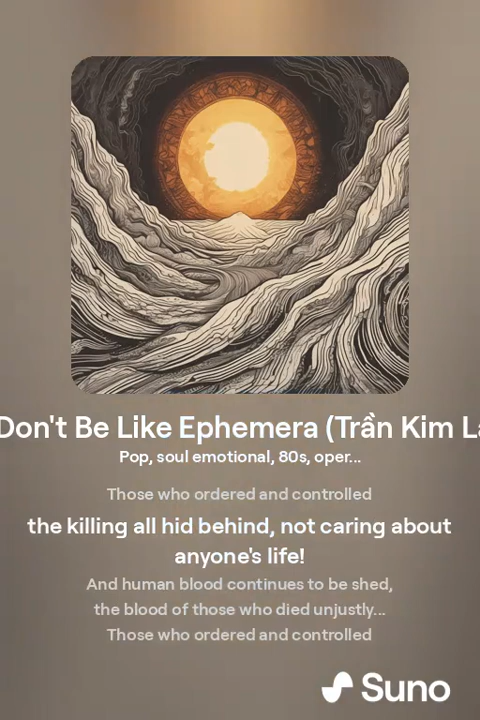 Don't Be Like Ephemera (Trần Kim
Pop, soul emotional, 80s, oper...
Those who ordered and controlled
the killing all hid behind, not caring about
anyone's life!
And human blood continues to be shed,
the blood of those who died unjustly...
Those who ordered and controlled
Suno